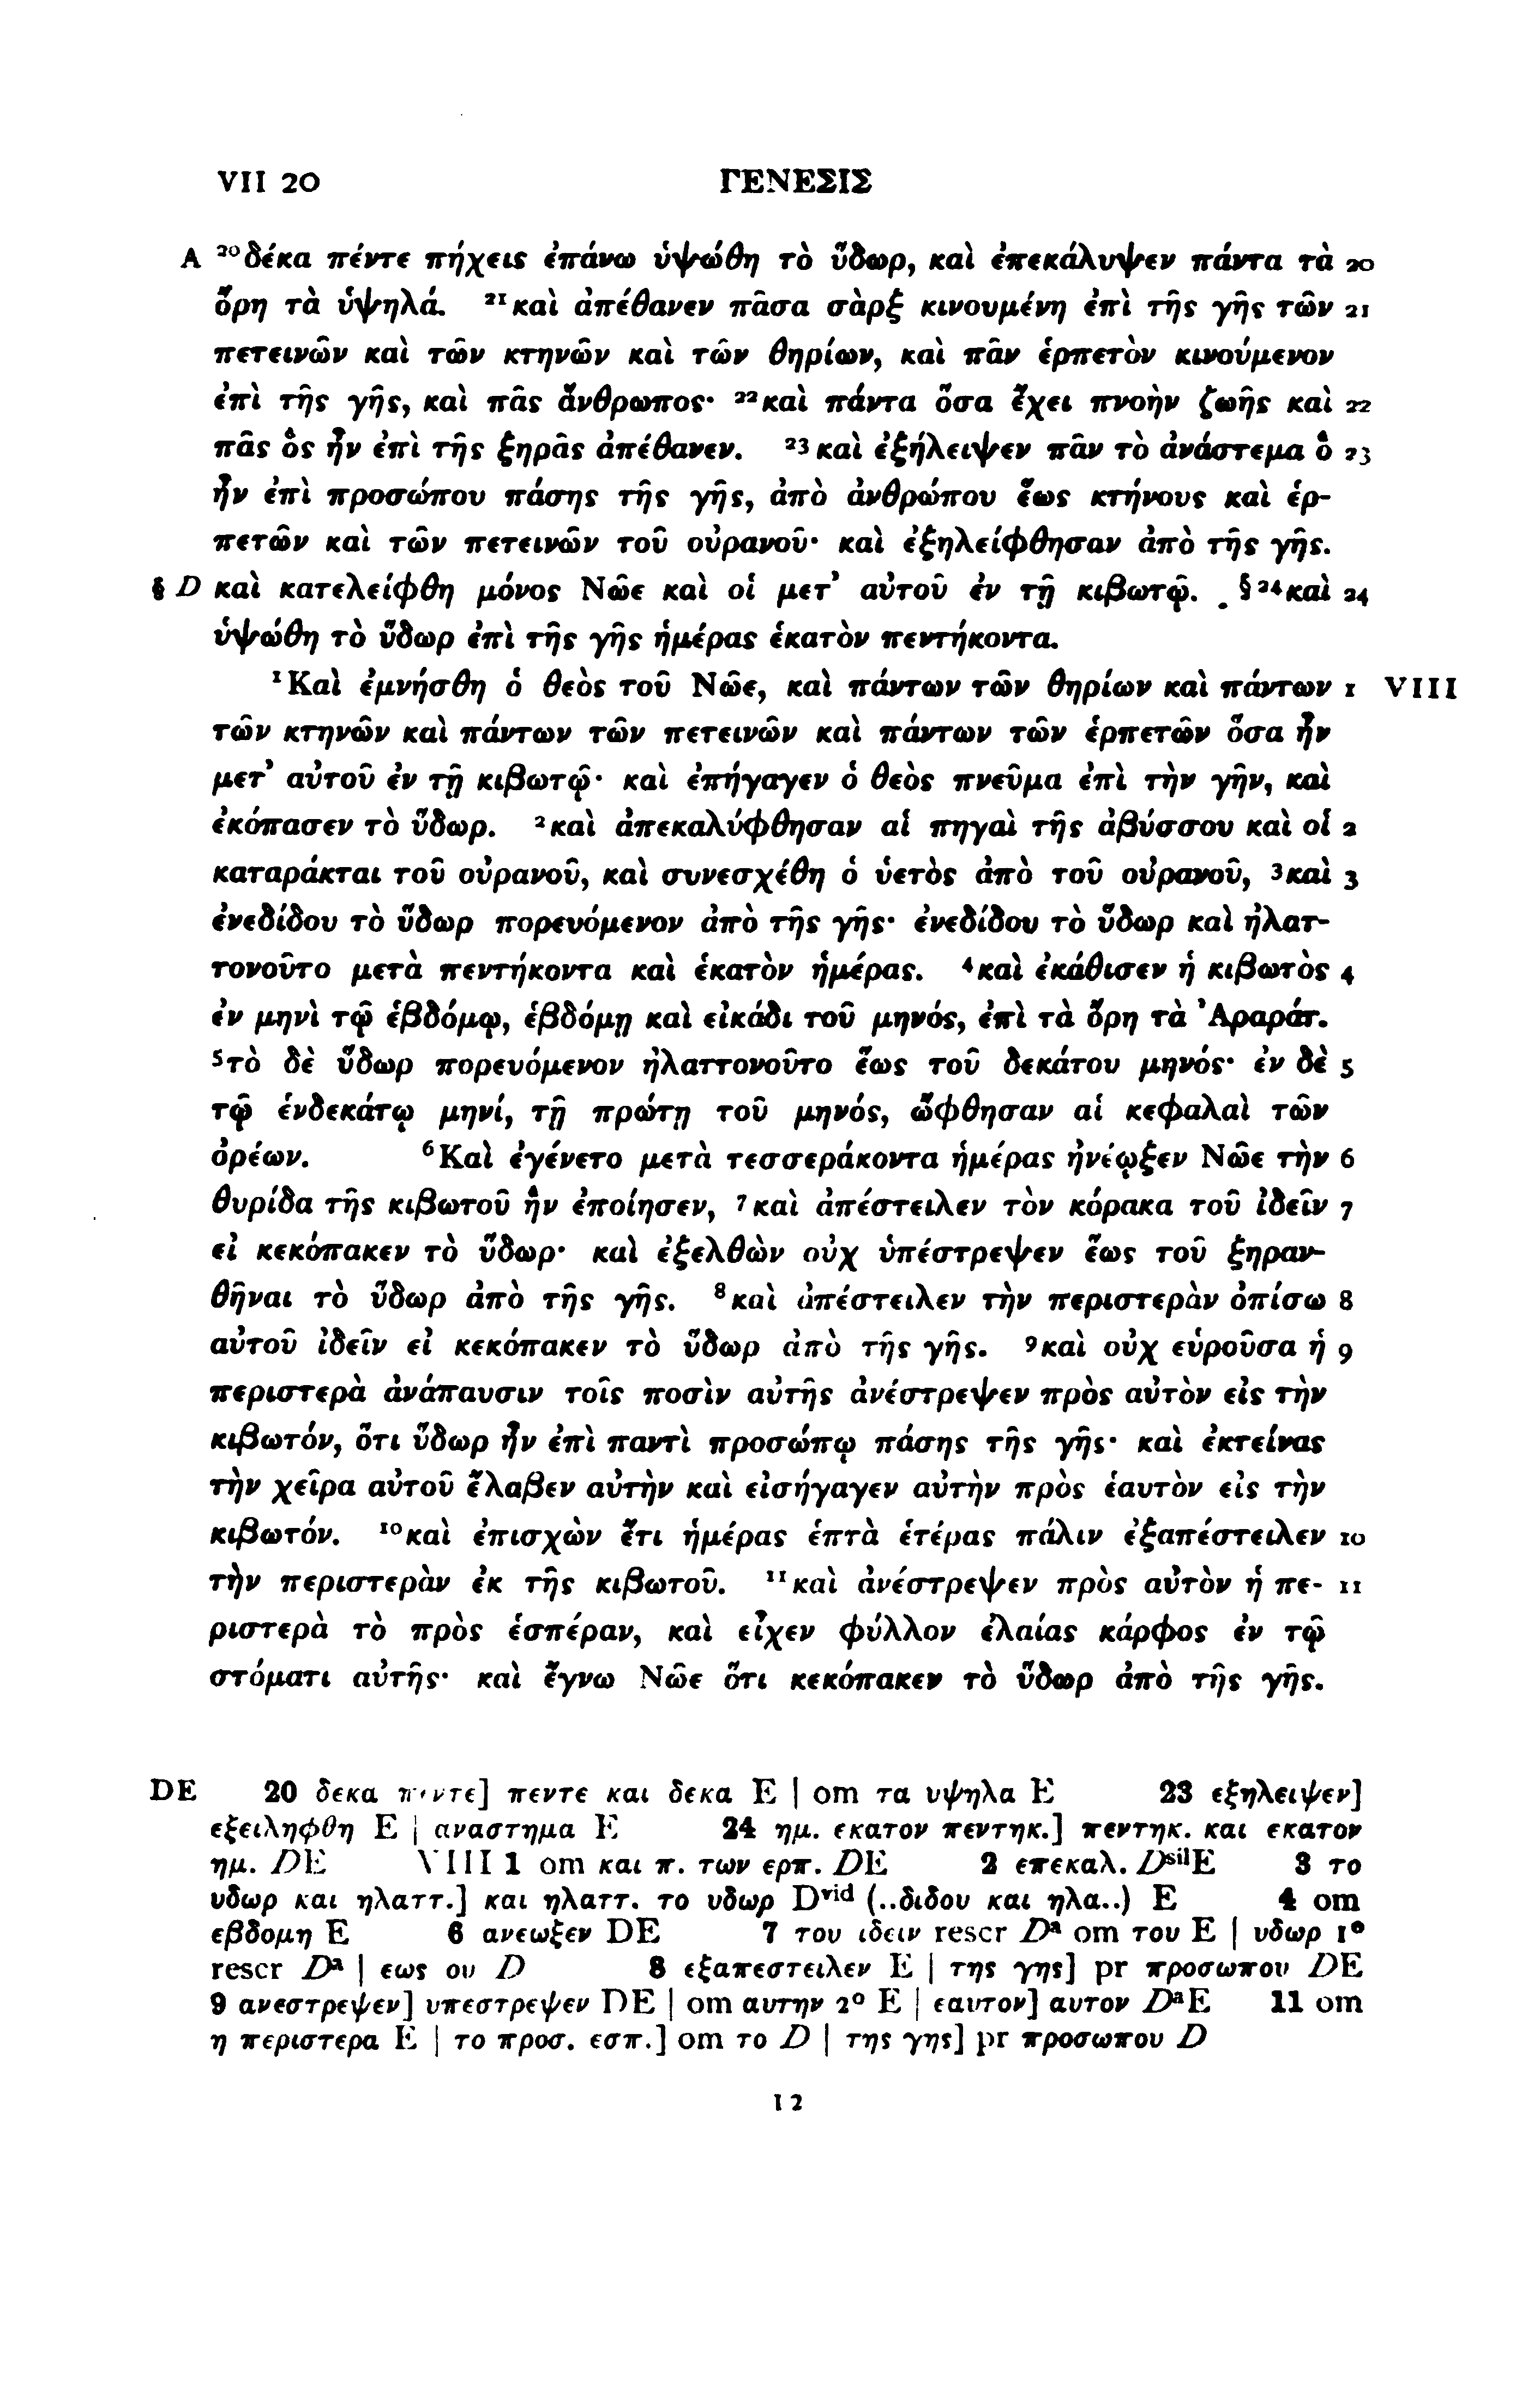 VII 20 ΓΕΝΕΣΙΣ
A ²⁰δέκα πέντε πήχεις ἐπάνω ὑψώθη τὸ ὕδωρ, καὶ ἐπεκάλυψεν πάντα τὰ 20
ὄρη τὰ ὑψηλά. ²¹καὶ ἀπέθανεν πᾶσα σὰρξ κινουμένη ἐπὶ τῆς γῆς τῶν 21
πετεινῶν καὶ τῶν κτηνῶν καὶ τῶν θηρίων, καὶ πᾶν ἑρπετὸν κινούμενον
ἐπὶ τῆς γῆς, καὶ πᾶς ἄνθρωπος· ²²καὶ πάντα ὅσα ἔχει πνοὴν ζωῆς καὶ 22
πᾶς ὃς ἦν ἐπὶ τῆς ξηρᾶς ἀπέθανεν. ²³καὶ ἐξήλειψεν πᾶν τὸ ἀνάστεμα ὃ 23
ἦν ἐπὶ προσώπου πάσης τῆς γῆς, ἀπὸ ἀνθρώπου ἕως κτήνους καὶ ἑρ-
πετῶν καὶ τῶν πετεινῶν τοῦ οὐρανοῦ· καὶ ἐξηλείφθησαν ἀπὸ τῆς γῆς.
§ D καὶ κατελείφθη μόνος Νῶε καὶ οἱ μετ᾽ αὐτοῦ ἐν τῇ κιβωτῷ. §²⁴καὶ 24
ὑψώθη τὸ ὕδωρ ἐπὶ τῆς γῆς ἡμέρας ἑκατὸν πεντήκοντα.
¹Καὶ ἐμνήσθη ὁ θεὸς τοῦ Νῶε, καὶ πάντων τῶν θηρίων καὶ πάντων 1 VIII
τῶν κτηνῶν καὶ πάντων τῶν πετεινῶν καὶ πάντων τῶν ἑρπετῶν ὅσα ἦν
μετ᾽ αὐτοῦ ἐν τῇ κιβωτῷ· καὶ ἐπήγαγεν ὁ θεὸς πνεῦμα ἐπὶ τὴν γῆν, καὶ
ἐκόπασεν τὸ ὕδωρ. ²καὶ ἀπεκαλύφθησαν αἱ πηγαὶ τῆς ἀβύσσου καὶ οἱ 2
καταράκται τοῦ οὐρανοῦ, καὶ συνεσχέθη ὁ ὑετὸς ἀπὸ τοῦ οὐρανοῦ, ³καὶ 3
ἐνεδίδου τὸ ὕδωρ πορευόμενον ἀπὸ τῆς γῆς· ἐνεδίδου τὸ ὕδωρ καὶ ἠλατ-
τονοῦτο μετὰ πεντήκοντα καὶ ἑκατὸν ἡμέρας. ⁴καὶ ἐκάθισεν ἡ κιβωτὸς 4
ἐν μηνὶ τῷ ἑβδόμῳ, ἑβδόμῃ καὶ εἰκάδι τοῦ μηνός, ἐπὶ τὰ ὄρη τὰ Ἀραράτ.
⁵τὸ δὲ ὕδωρ πορευόμενον ἠλαττονοῦτο ἕως τοῦ δεκάτου μηνός· ἐν δὲ 5
τῷ ἑνδεκάτῳ μηνί, τῇ πρώτῃ τοῦ μηνός, ὤφθησαν αἱ κεφαλαὶ τῶν
ὀρέων. ⁶Καὶ ἐγένετο μετὰ τεσσεράκοντα ἡμέρας ἠνέῳξεν Νῶε τὴν 6
θυρίδα τῆς κιβωτοῦ ἣν ἐποίησεν, ⁷καὶ ἀπέστειλεν τὸν κόρακα τοῦ ἰδεῖν 7
εἰ κεκόπακεν τὸ ὕδωρ· καὶ ἐξελθὼν οὐχ ὑπέστρεψεν ἕως τοῦ ξηραν-
θῆναι τὸ ὕδωρ ἀπὸ τῆς γῆς. ⁸καὶ ἀπέστειλεν τὴν περιστερὰν ὀπίσω 8
αὐτοῦ ἰδεῖν εἰ κεκόπακεν τὸ ὕδωρ ἀπὸ τῆς γῆς. ⁹καὶ οὐχ εὑροῦσα ἡ 9
περιστερὰ ἀνάπαυσιν τοῖς ποσὶν αὐτῆς ἀνέστρεψεν πρὸς αὐτὸν εἰς τὴν
κιβωτόν, ὅτι ὕδωρ ἦν ἐπὶ παντὶ προσώπῳ πάσης τῆς γῆς· καὶ ἐκτείνας
τὴν χεῖρα αὐτοῦ ἔλαβεν αὐτὴν καὶ εἰσήγαγεν αὐτὴν πρὸς ἑαυτὸν εἰς τὴν
κιβωτόν. ¹⁰καὶ ἐπισχὼν ἔτι ἡμέρας ἑπτὰ ἑτέρας πάλιν ἐξαπέστειλεν 10
τὴν περιστερὰν ἐκ τῆς κιβωτοῦ. ¹¹καὶ ἀνέστρεψεν πρὸς αὐτὸν ἡ πε- 11
ριστερὰ τὸ πρὸς ἑσπέραν, καὶ εἶχεν φύλλον ἐλαίας κάρφος ἐν τῷ
στόματι αὐτῆς· καὶ ἔγνω Νῶε ὅτι κεκόπακεν τὸ ὕδωρ ἀπὸ τῆς γῆς.
DE 20 δεκα πεντε] πεντε και δεκα E | om τα υψηλα E 23 εξηλειψεν]
εξειληφθη E | αναστημα E 24 ημ. εκατον πεντηκ.] πεντηκ. και εκατον
ημ. DE VIII 1 om και π. των ερπ. DE 2 επεκαλ. DˢⁱˡE 3 το
υδωρ και ηλαττ.] και ηλαττ. το υδωρ Dᵛⁱᵈ (..διδου και ηλα..) E 4 om
εβδομη E 6 ανεωξεν DE 7 του ιδειν rescr Dᵃ om του E | υδωρ 1°
rescr Dᵃ | εως ου D 8 εξαπεστειλεν E | της γης] pr προσωπου DE
9 ανεστρεψεν] υπεστρεψεν DE | om αυτην 2° E | εαυτον] αυτον DᵃE 11 om
η περιστερα E | το προσ. εσπ.] om το D | της γης] pr προσωπου D
12